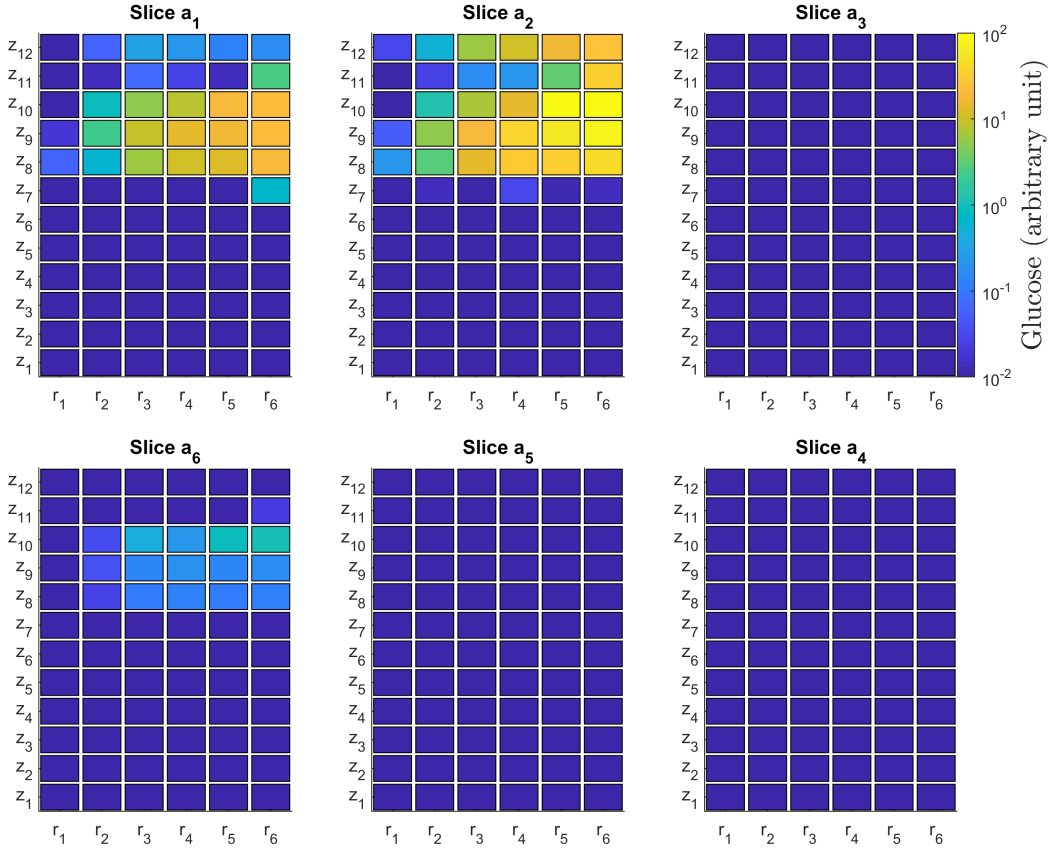 Slice a1 Slice a2 Slice a3
z12 z12 z12 10^2
z11 z11 z11
z10 z10 z10 10^1
z9 z9 z9
z8 z8 z8
z7 z7 z7 10^0
z6 z6 z6
z5 z5 z5
z4 z4 z4 10^-1
z3 z3 z3
z2 z2 z2
z1 z1 z1 10^-2
r1 r2 r3 r4 r5 r6 r1 r2 r3 r4 r5 r6 r1 r2 r3 r4 r5 r6
Glucose (arbitrary unit)
Slice a6 Slice a5 Slice a4
z12 z12 z12
z11 z11 z11
z10 z10 z10
z9 z9 z9
z8 z8 z8
z7 z7 z7
z6 z6 z6
z5 z5 z5
z4 z4 z4
z3 z3 z3
z2 z2 z2
z1 z1 z1
r1 r2 r3 r4 r5 r6 r1 r2 r3 r4 r5 r6 r1 r2 r3 r4 r5 r6